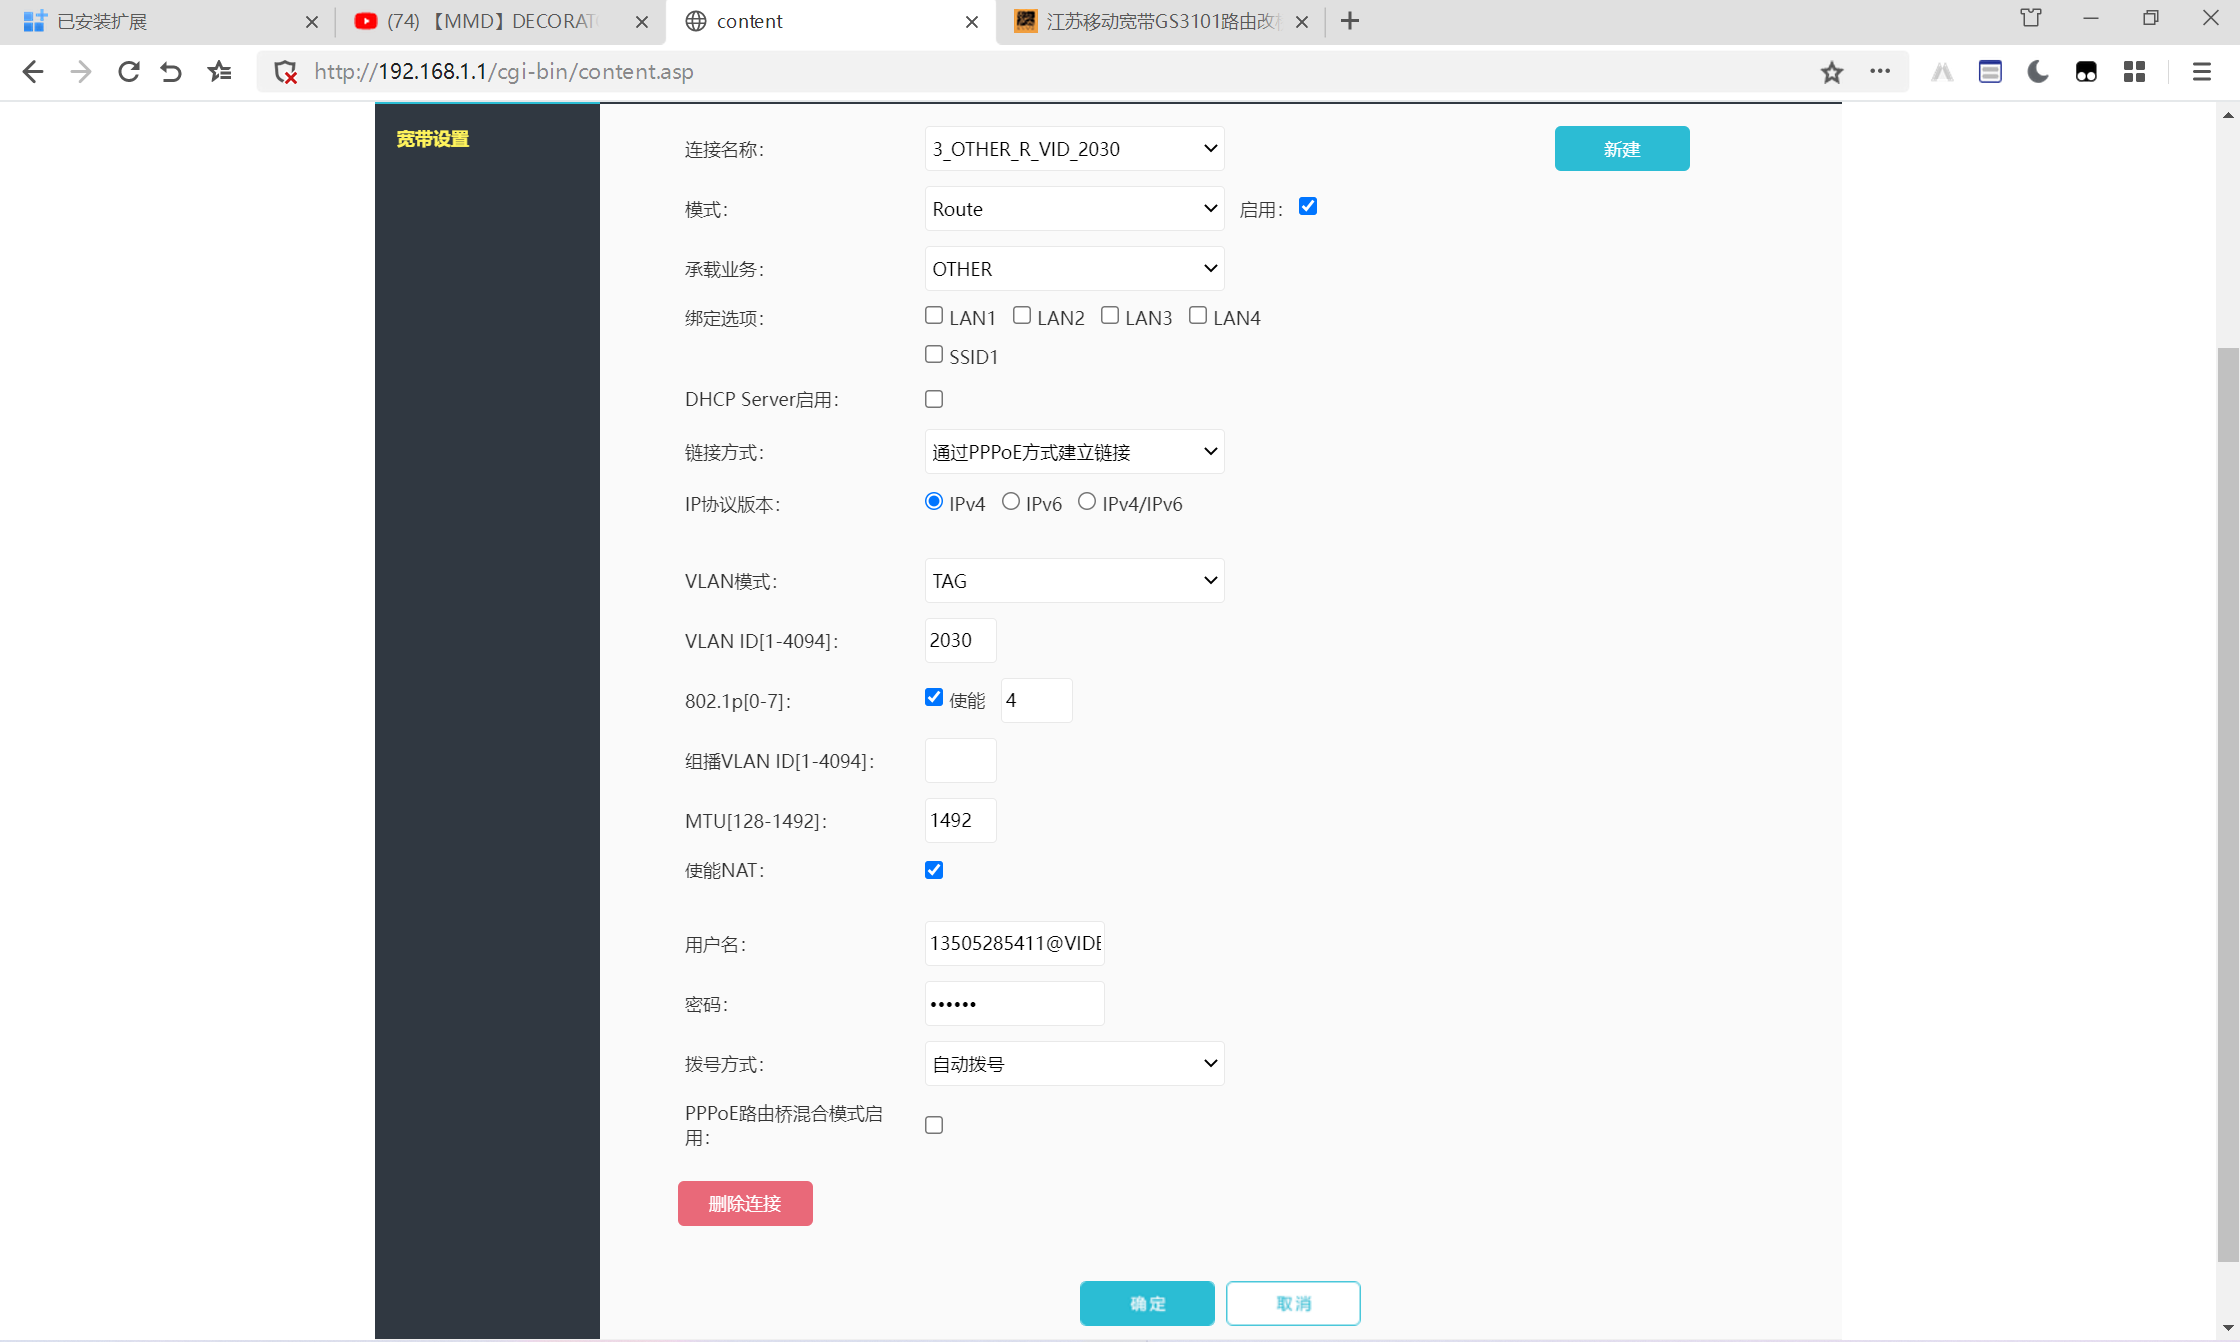 已安装扩展
(74) 【MMD】DECORAT
content
江苏移动宽带GS3101路由改
http://192.168.1.1/cgi-bin/content.asp
宽带设置
连接名称： 3_OTHER_R_VID_2030 新建
模式： Route 启用：
承载业务： OTHER
绑定选项： LAN1 LAN2 LAN3 LAN4
SSID1
DHCP Server启用：
链接方式： 通过PPPoE方式建立链接
IP协议版本： IPv4 IPv6 IPv4/IPv6
VLAN模式： TAG
VLAN ID[1-4094]： 2030
802.1p[0-7]： 使能 4
组播VLAN ID[1-4094]：
MTU[128-1492]： 1492
使能NAT：
用户名： 13505285411@VIDE
密码： ••••••
拨号方式： 自动拨号
PPPoE路由桥混合模式启
用：
删除连接
确定 取消